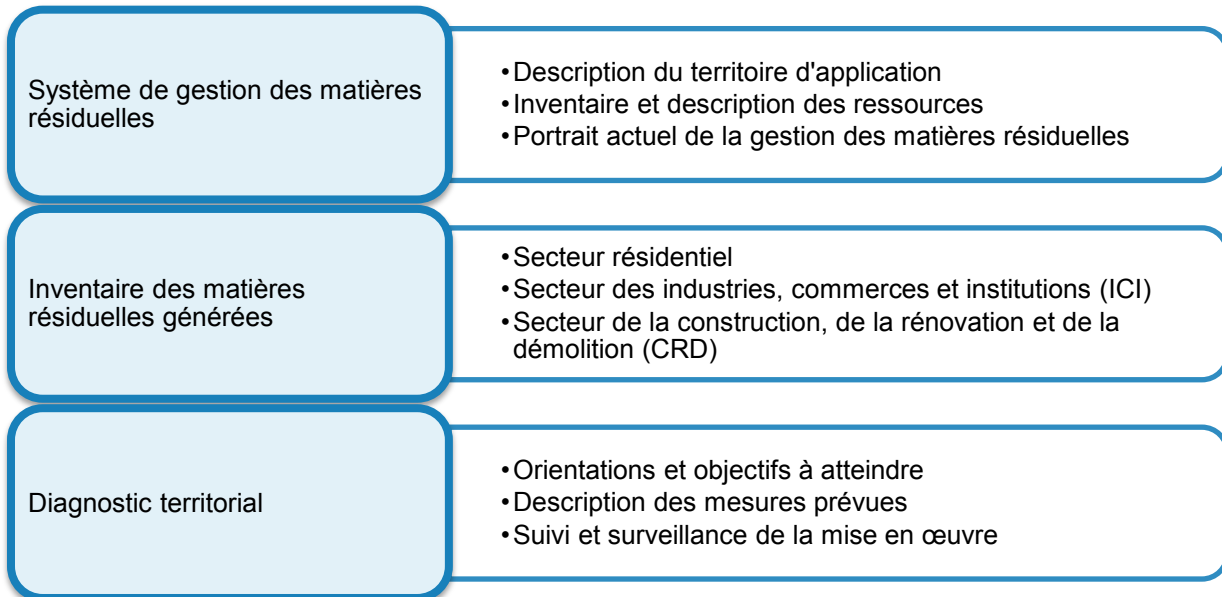 Système de gestion des matières
résiduelles
•Description du territoire d'application
•Inventaire et description des ressources
•Portrait actuel de la gestion des matières résiduelles
Inventaire des matières
résiduelles générées
•Secteur résidentiel
•Secteur des industries, commerces et institutions (ICI)
•Secteur de la construction, de la rénovation et de la
démolition (CRD)
Diagnostic territorial
•Orientations et objectifs à atteindre
•Description des mesures prévues
•Suivi et surveillance de la mise en œuvre